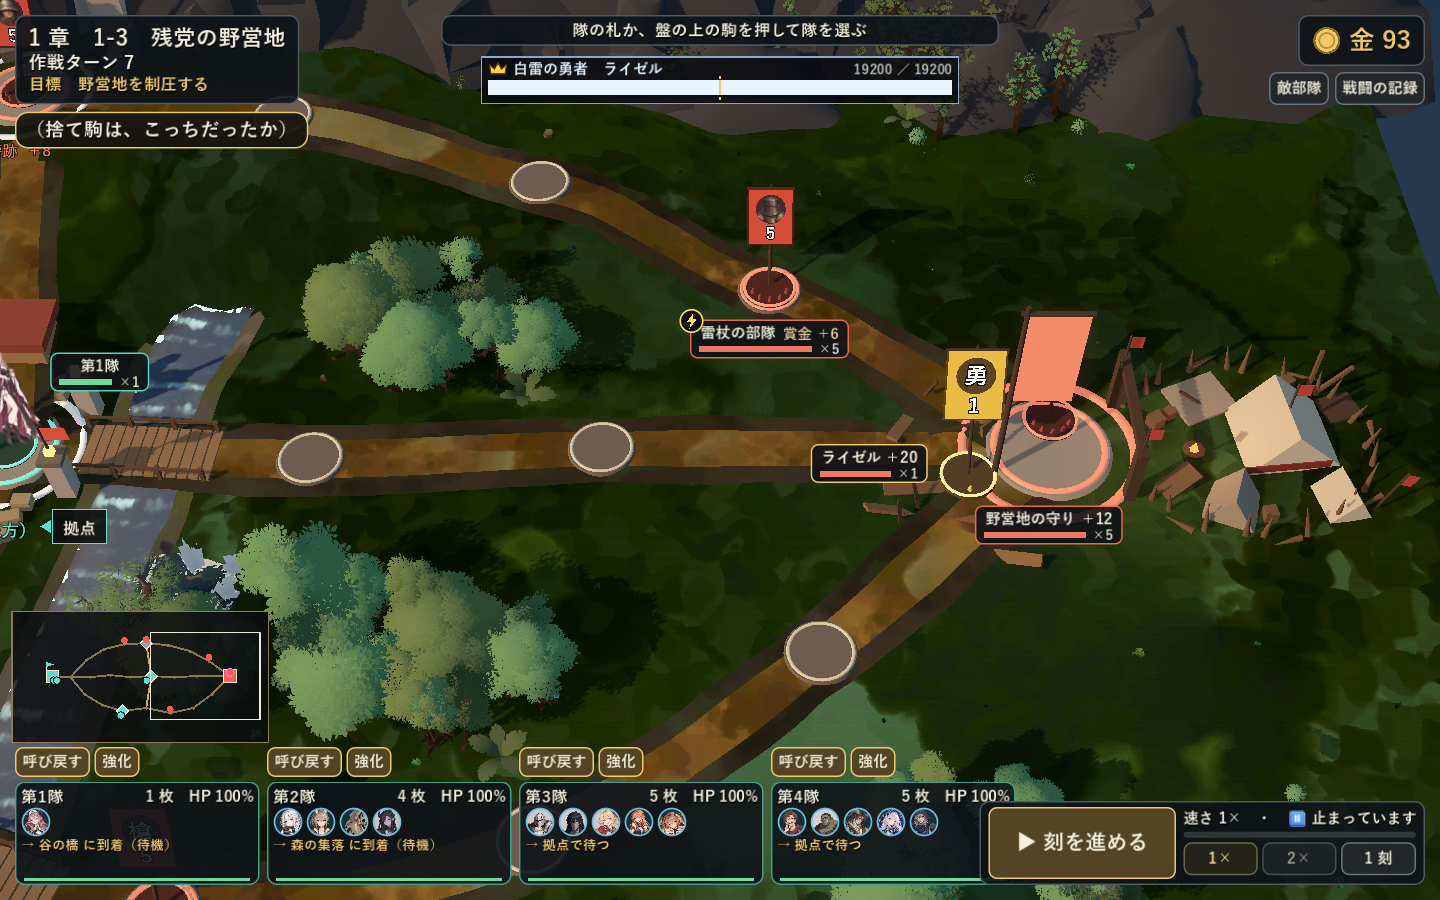 1 章 1-3 残党の野営地
作戦ターン 7
目標 野営地を制圧する
(捨て駒は、こっちだったか)
跡 +8
隊の札か、盤の上の駒を押して隊を選ぶ
白雷の勇者 ライゼル 19200 / 19200
金 93
敵部隊
戦闘の記録
5
雷杖の部隊 賞金 +6
×5
第1隊
×1
勇
1
ライゼル +20
×1
野営地の守り +12
×5
方)
拠点
呼び戻す 強化
第1隊 1 枚 HP 100%
→ 谷の橋 に到着 (待機)
呼び戻す 強化
第2隊 4 枚 HP 100%
→ 森の集落 に到着 (待機)
呼び戻す 強化
第3隊 5 枚 HP 100%
→ 拠点で待つ
呼び戻す 強化
第4隊 5 枚 HP 100%
→ 拠点で待つ
▶ 刻を進める
速さ 1× ・ ⏸ 止まっています
1× 2× 1 刻